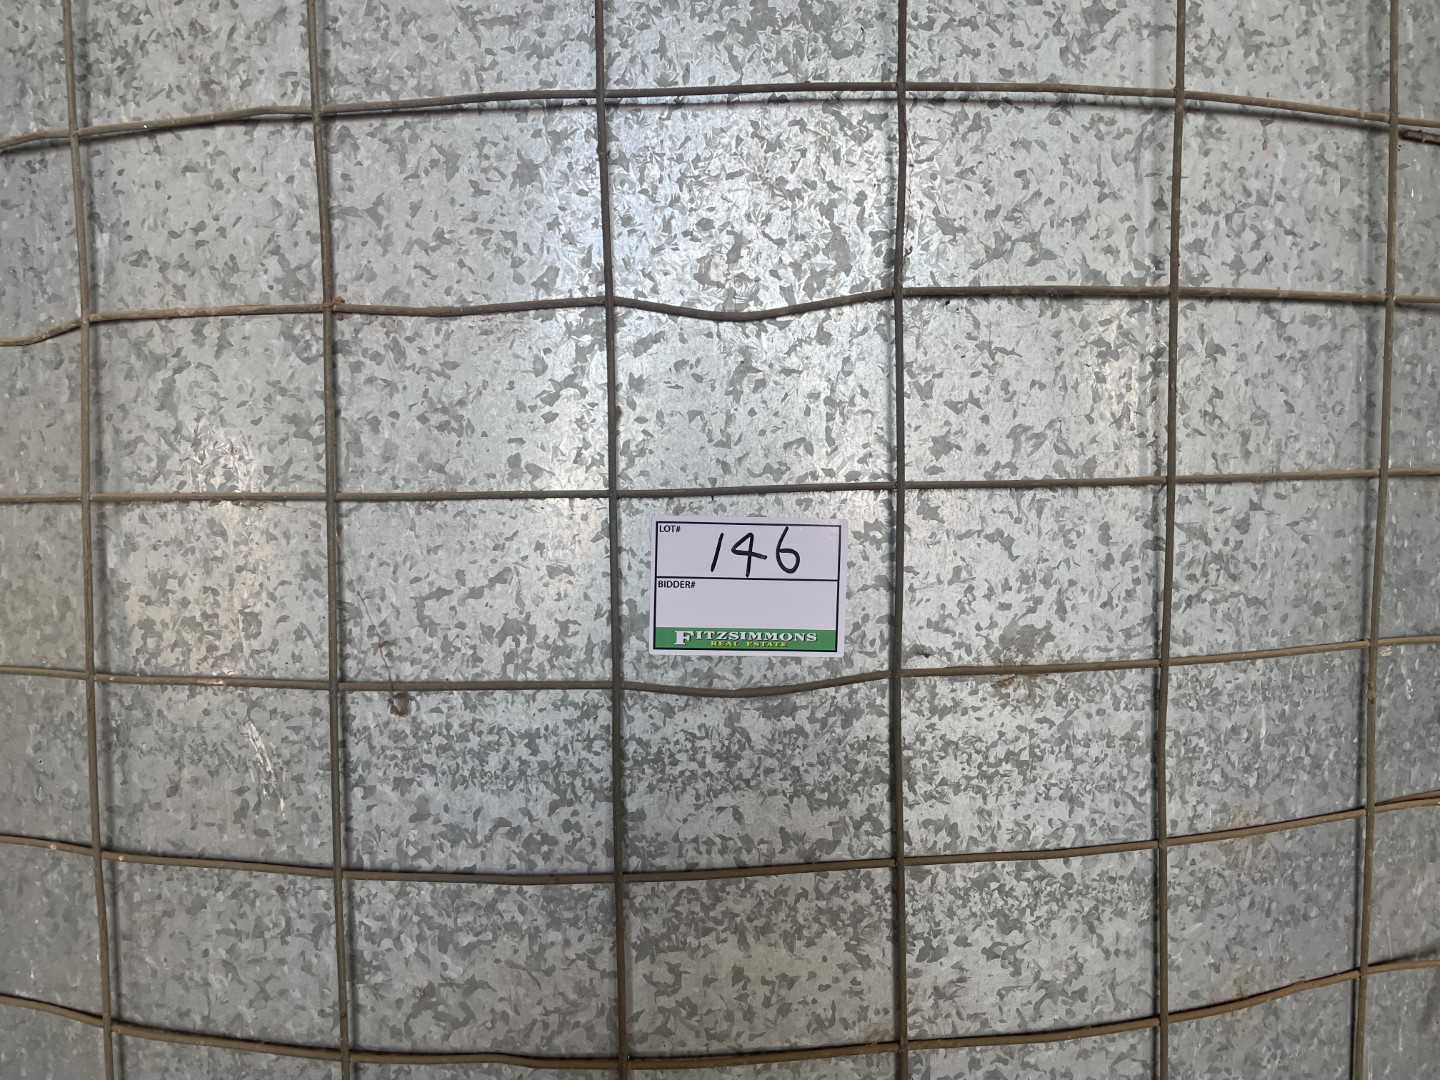 LOT#
146
BIDDER#
FITZSIMMONS
REAL ESTATE